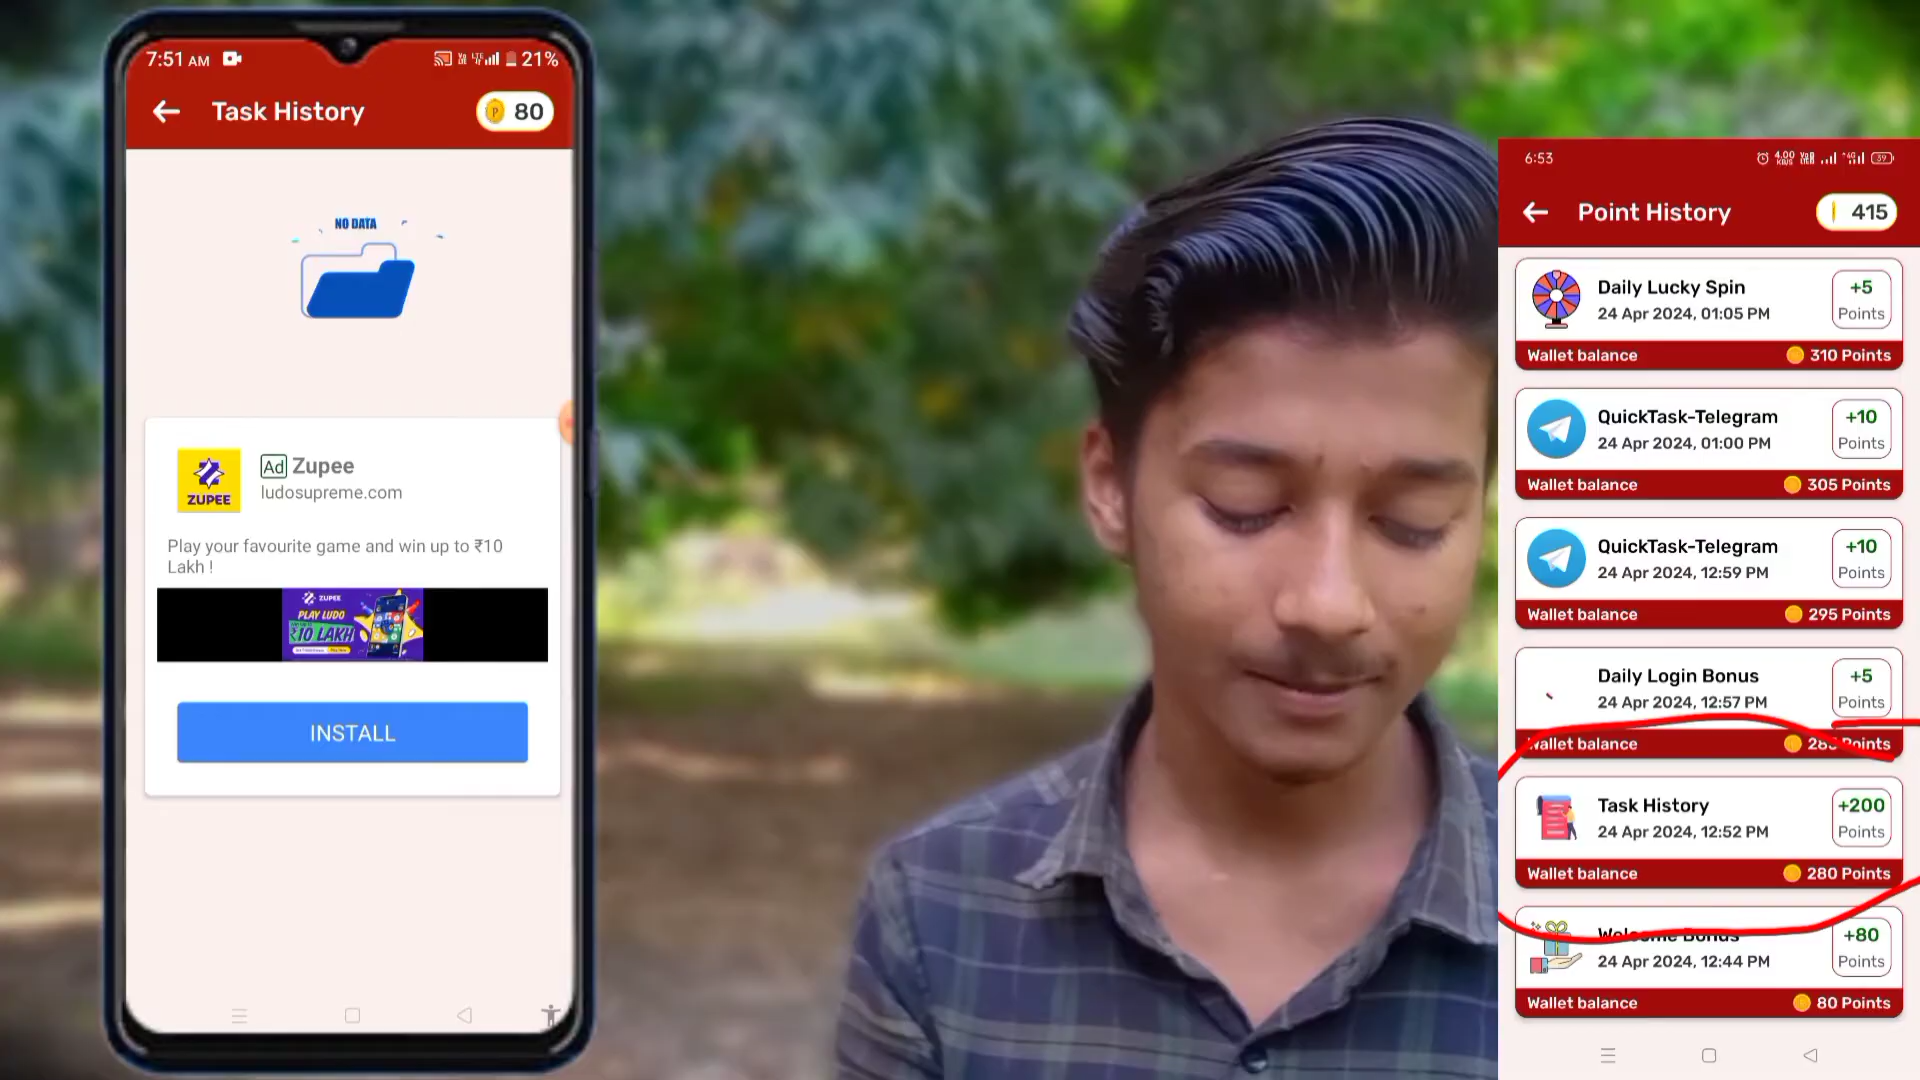 7:51 AM
21%
Task History
80
NO DATA
ZUPEE
Ad Zupee
ludosupreme.com
Play your favourite game and win up to ₹10
Lakh !
ZUPEE
PLAY LUDO
₹10 LAKH
INSTALL
6:53
4.00
KB/S
39
Point History
415
Daily Lucky Spin
24 Apr 2024, 01:05 PM
+5
Points
Wallet balance
310 Points
QuickTask-Telegram
24 Apr 2024, 01:00 PM
+10
Points
Wallet balance
305 Points
QuickTask-Telegram
24 Apr 2024, 12:59 PM
+10
Points
Wallet balance
295 Points
Daily Login Bonus
24 Apr 2024, 12:57 PM
+5
Points
Wallet balance
285 Points
Task History
24 Apr 2024, 12:52 PM
+200
Points
Wallet balance
280 Points
Welcome Bonus
24 Apr 2024, 12:44 PM
+80
Points
Wallet balance
80 Points